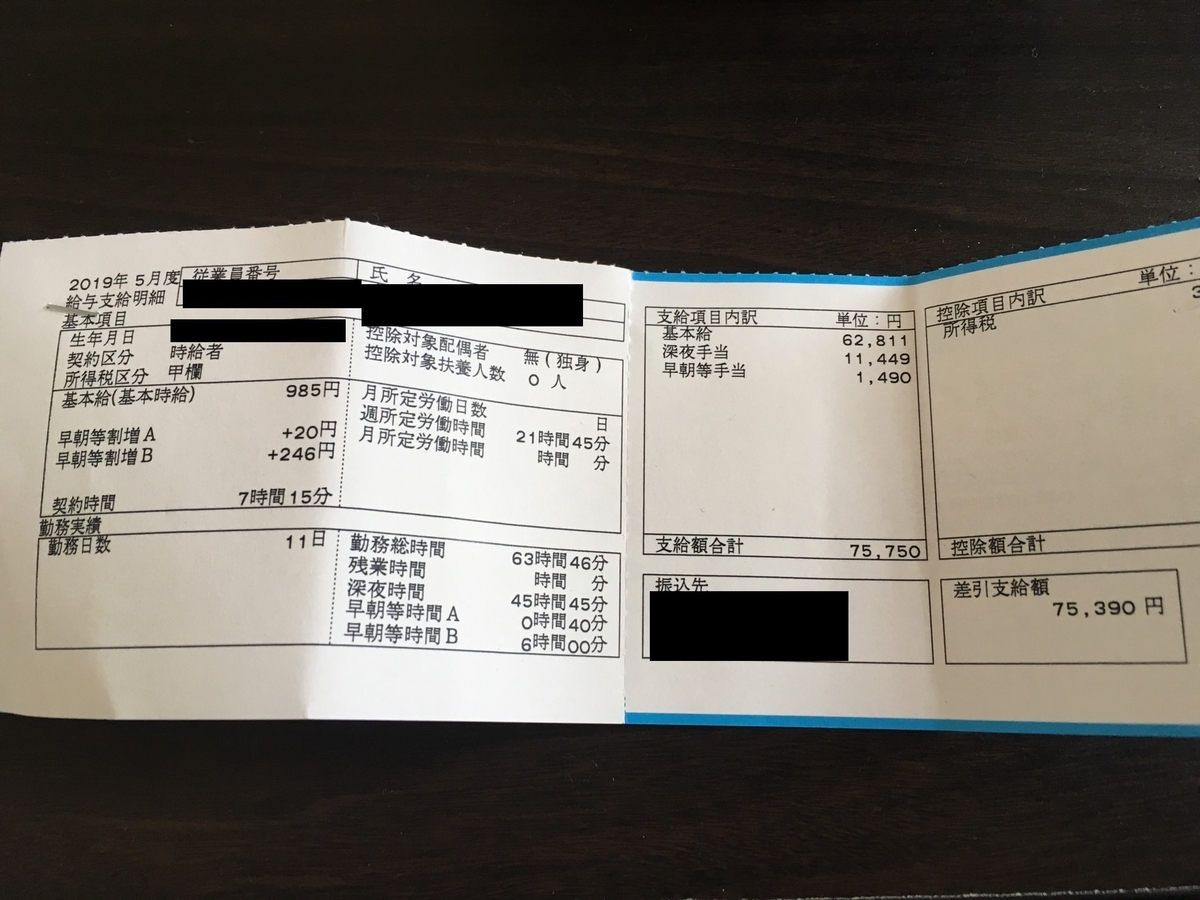 2019年 5月度
給与支給明細
従業員番号
氏 名
基本項目
生年月日
契約区分 時給者
所得税区分 甲欄
控除対象配偶者 無(独身)
控除対象扶養人数 0 人
基本給(基本時給) 985円
早朝等割増A +20円
早朝等割増B +246円
契約時間 7時間15分
月所定労働日数 日
週所定労働時間 21時間45分
月所定労働時間 時間 分
勤務実績
勤務日数 11日
勤務総時間 63時間46分
残業時間 時間 分
深夜時間 45時間45分
早朝等時間A 0時間40分
早朝等時間B 6時間00分
支給項目内訳 単位:円
基本給 62,811
深夜手当 11,449
早朝等手当 1,490
支給額合計 75,750
振込先
控除項目内訳 単位:
所得税 3
控除額合計
差引支給額
75,390 円